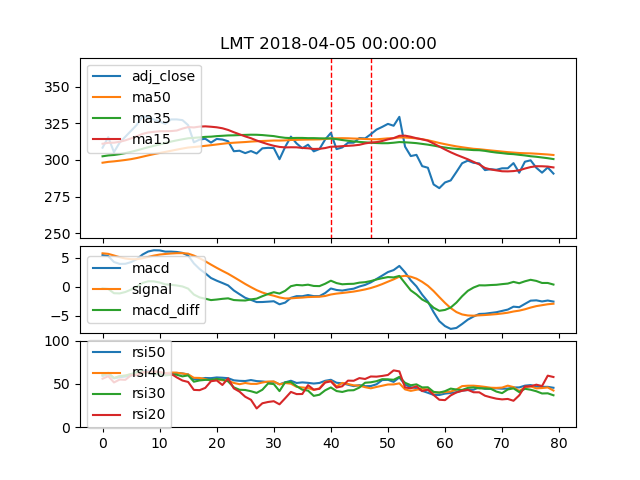 LMT 2018-04-05 00:00:00
350
325
300
275
250
adj_close
ma50
ma35
ma15
5
0
−5
macd
signal
macd_diff
100
50
0
rsi50
rsi40
rsi30
rsi20
0 10 20 30 40 50 60 70 80